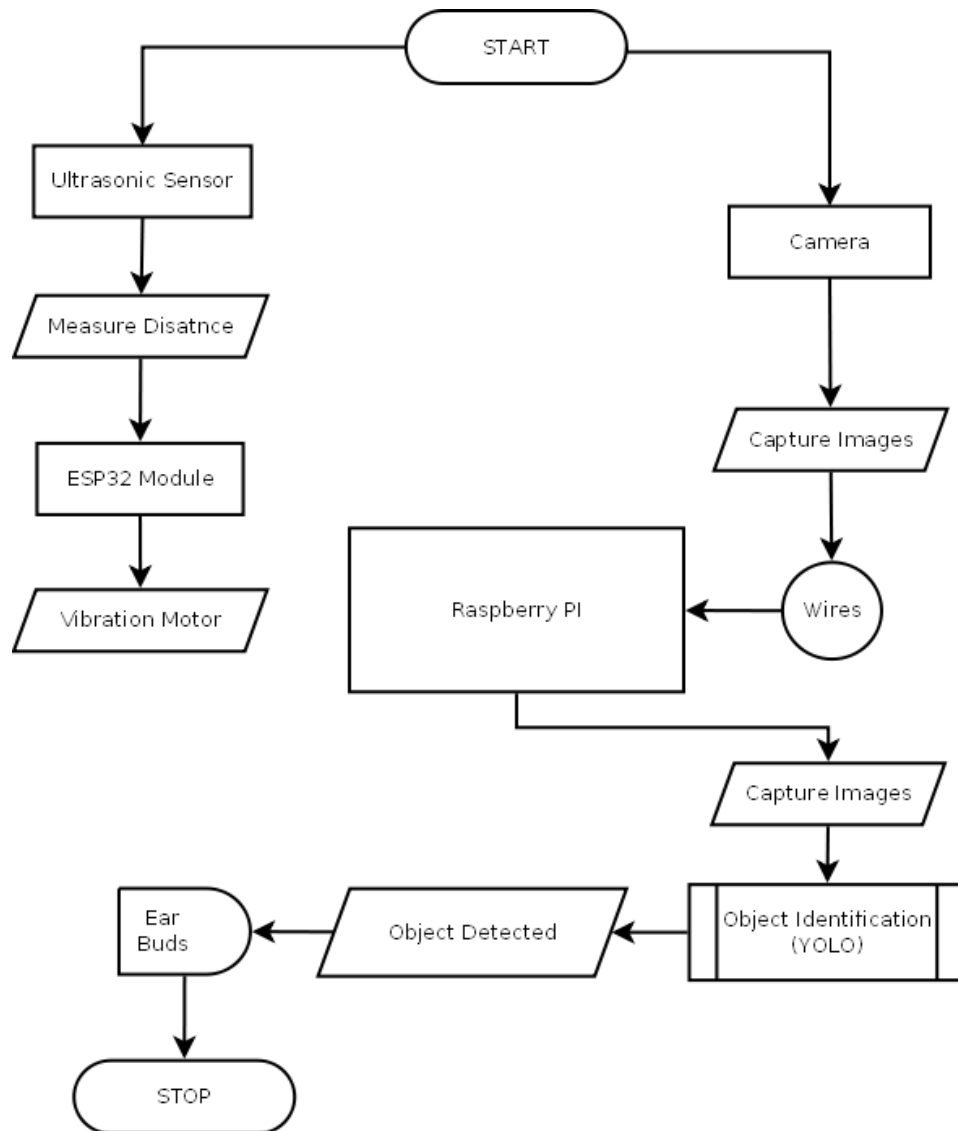 START
Ultrasonic Sensor
Camera
Measure Disatnce
Capture Images
ESP32 Module
Raspberry PI
Wires
Vibration Motor
Capture Images
Ear
Buds
Object Detected
Object Identification
(YOLO)
STOP